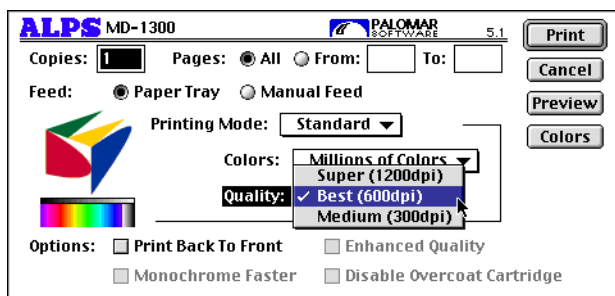 ALPS MD-1300 PALOMAR SOFTWARE 5.1
Print
Copies: 1 Pages: All From: To:
Cancel
Feed: Paper Tray Manual Feed
Preview
Printing Mode: Standard
Colors
Colors: Millions of Colors
Super (1200dpi)
Quality: ✓ Best (600dpi)
Medium (300dpi)
Options: Print Back To Front Enhanced Quality
Monochrome Faster Disable Overcoat Cartridge